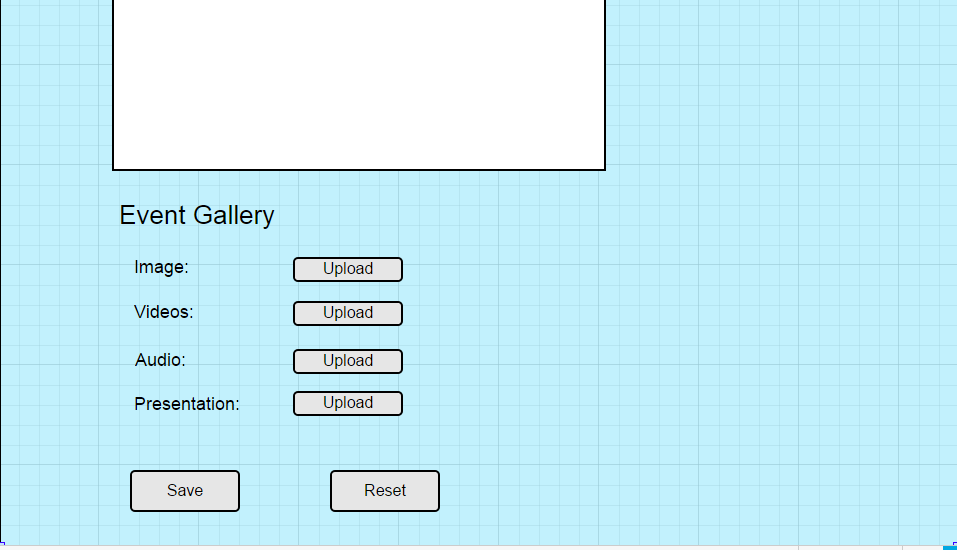 Event Gallery
Image: Upload
Videos: Upload
Audio: Upload
Presentation: Upload
Save Reset